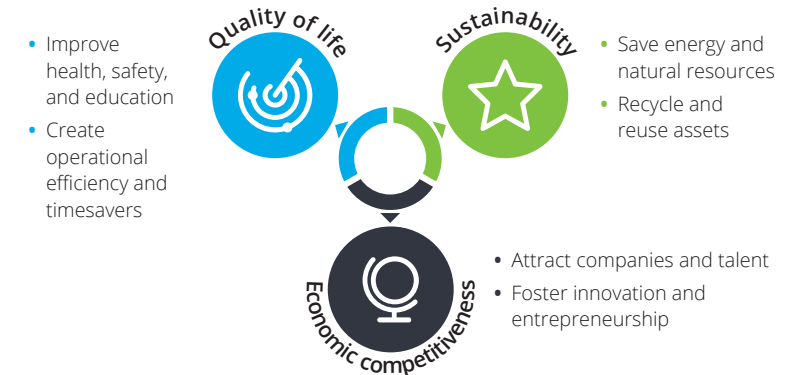 Quality of life
• Improve
health, safety,
and education
• Create
operational
efficiency and
timesavers
Sustainability
• Save energy and
natural resources
• Recycle and
reuse assets
Economic competitiveness
• Attract companies and talent
• Foster innovation and
entrepreneurship